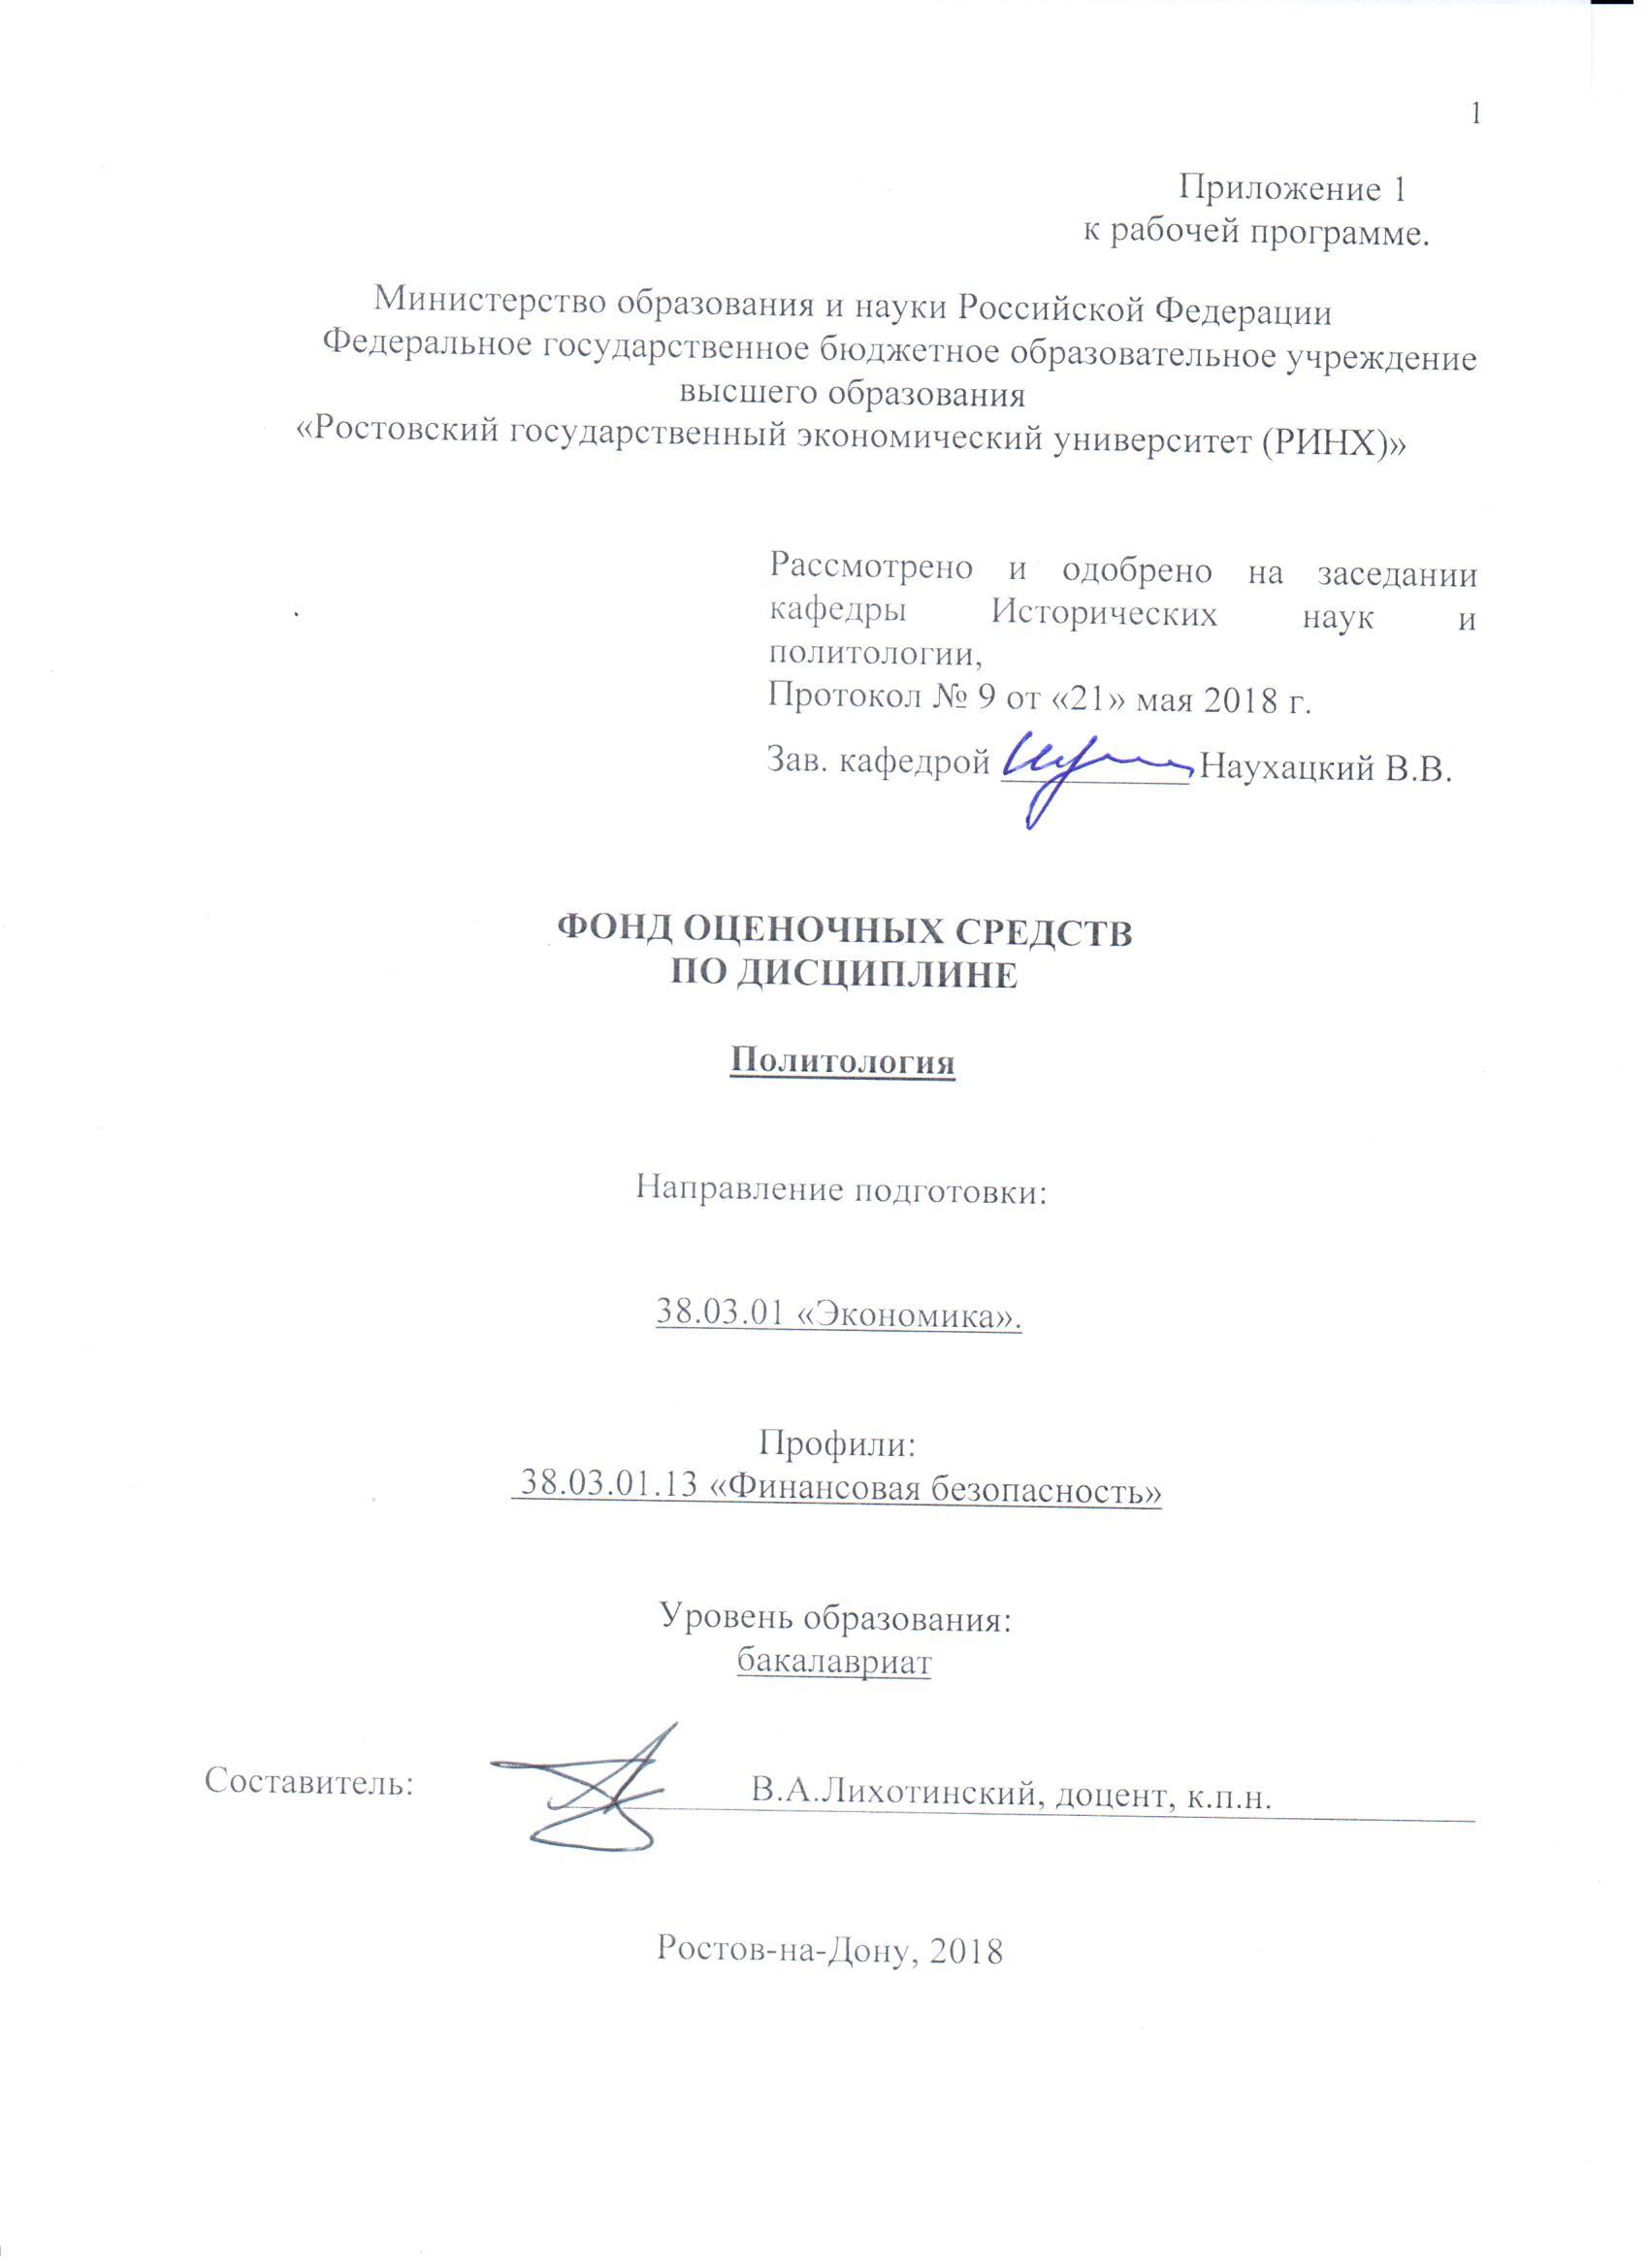 1
Приложение 1
к рабочей программе.
Министерство образования и науки Российской Федерации
Федеральное государственное бюджетное образовательное учреждение
высшего образования
«Ростовский государственный экономический университет (РИНХ)»
Рассмотрено и одобрено на заседании
кафедры Исторических наук и
политологии,
Протокол № 9 от «21» мая 2018 г.
Зав. кафедрой Наухацкий В.В.
ФОНД ОЦЕНОЧНЫХ СРЕДСТВ
ПО ДИСЦИПЛИНЕ
Политология
Направление подготовки:
38.03.01 «Экономика».
Профили:
38.03.01.13 «Финансовая безопасность»
Уровень образования:
бакалавриат
Составитель: В.А.Лихотинский, доцент, к.п.н.
Ростов-на-Дону, 2018